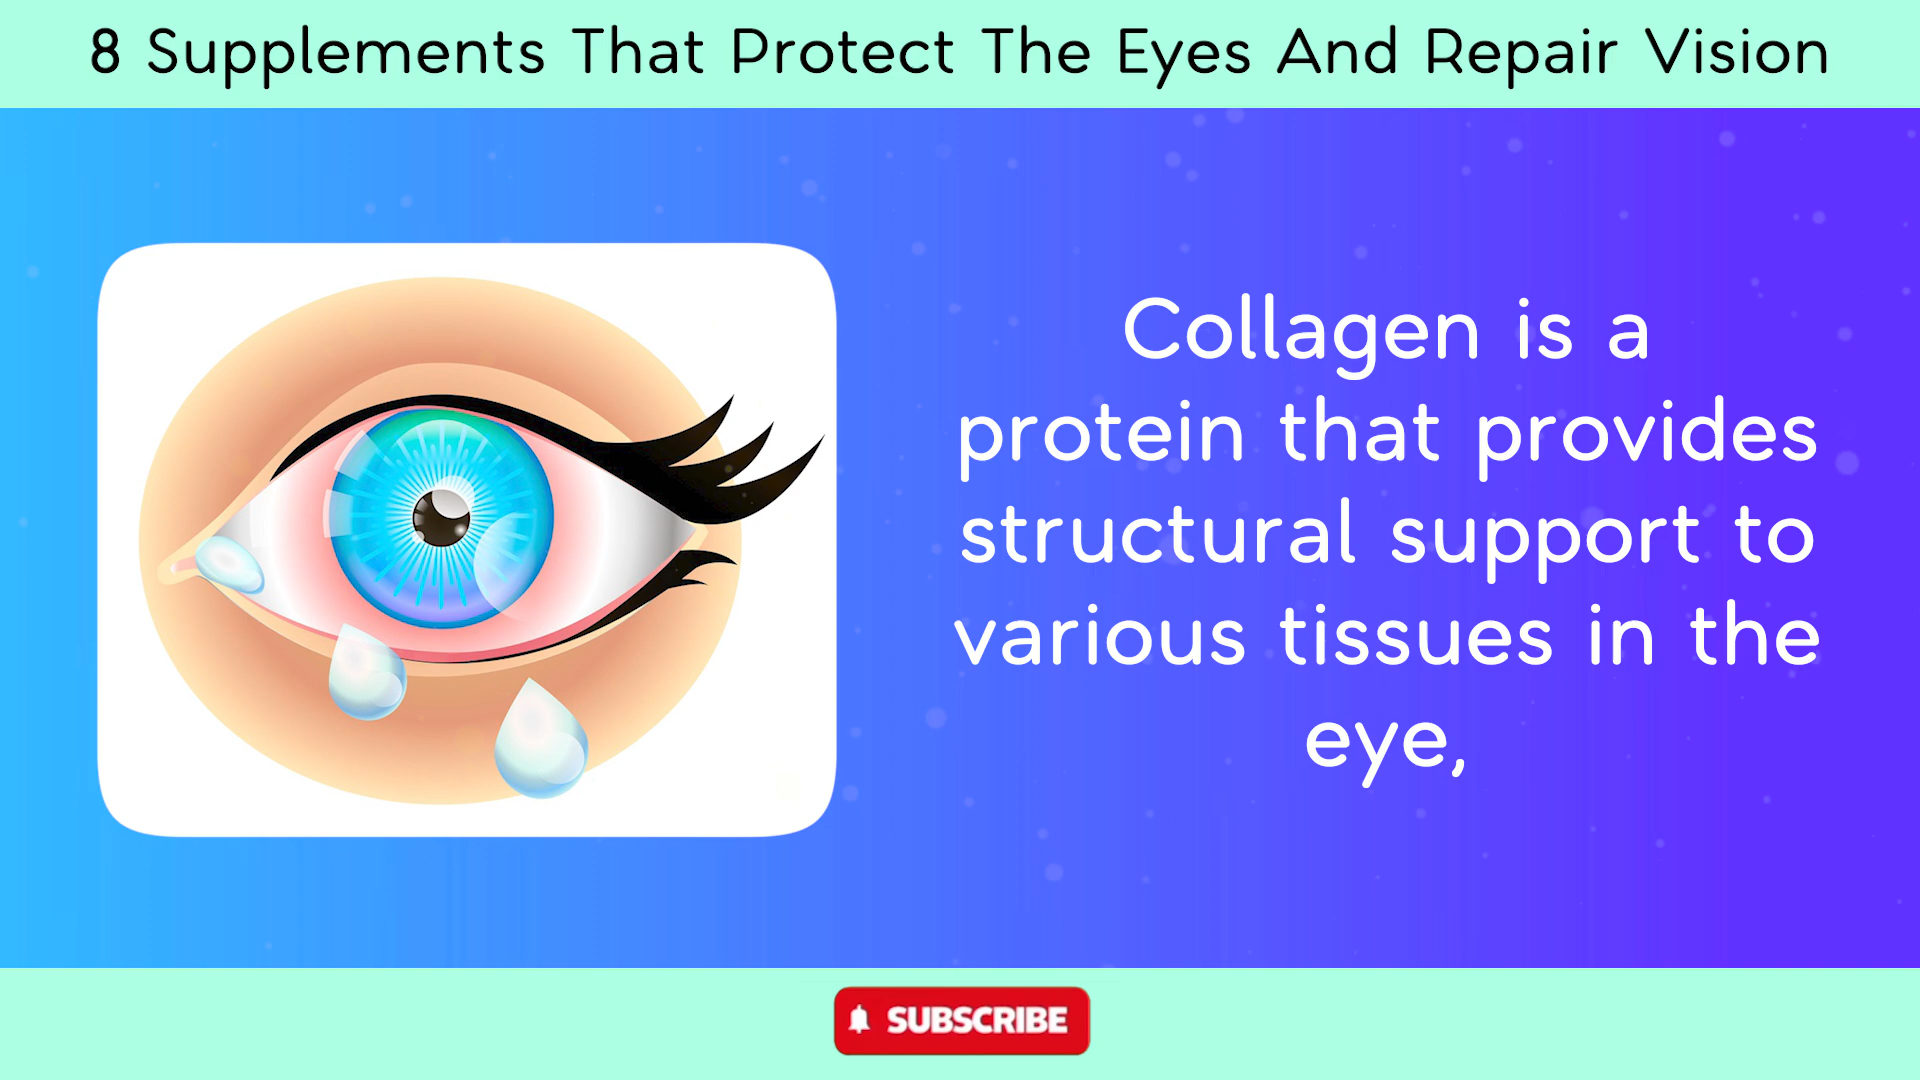 8 Supplements That Protect The Eyes And Repair Vision
Collagen is a
protein that provides
structural support to
various tissues in the
eye,
SUBSCRIBE